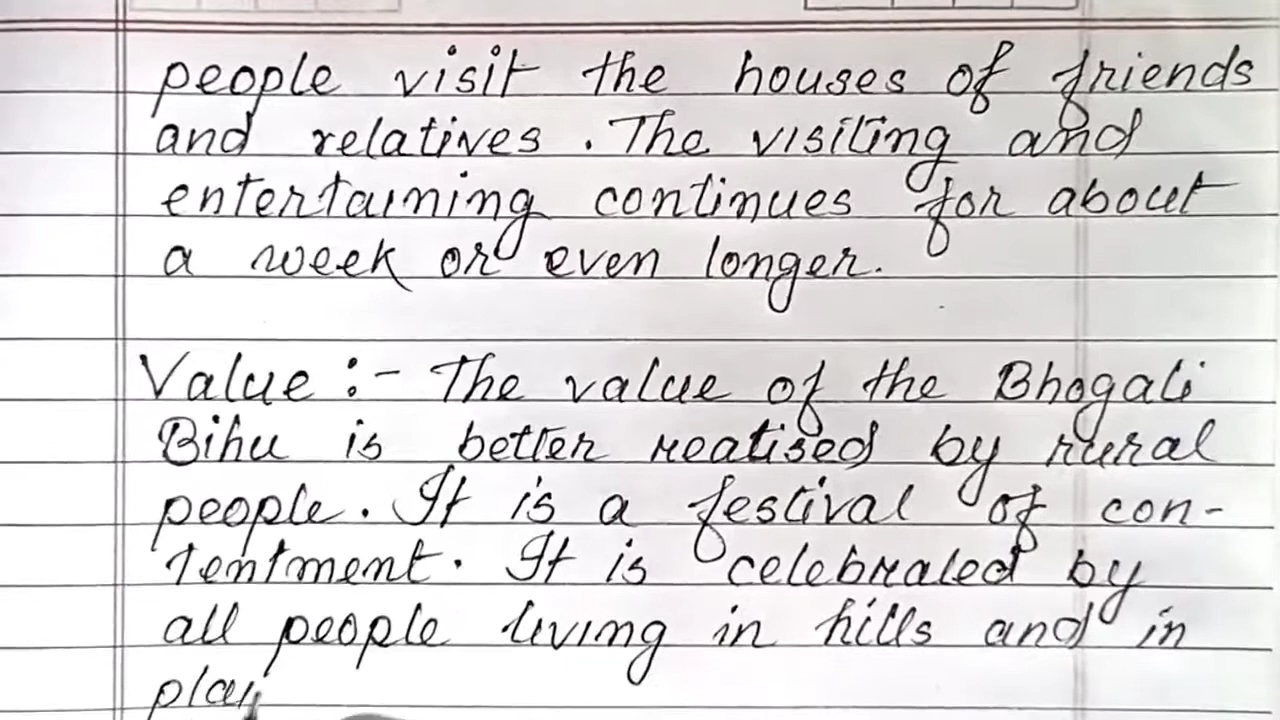 people visit the houses of friends
and relatives . The visiting and
entertaining continues for about
a week or even longer.
Value :- The value of the Bhogali
Bihu is better realised by rural
people. It is a festival of con-
tentment. It is celebrated by
all people living in hills and in
plai